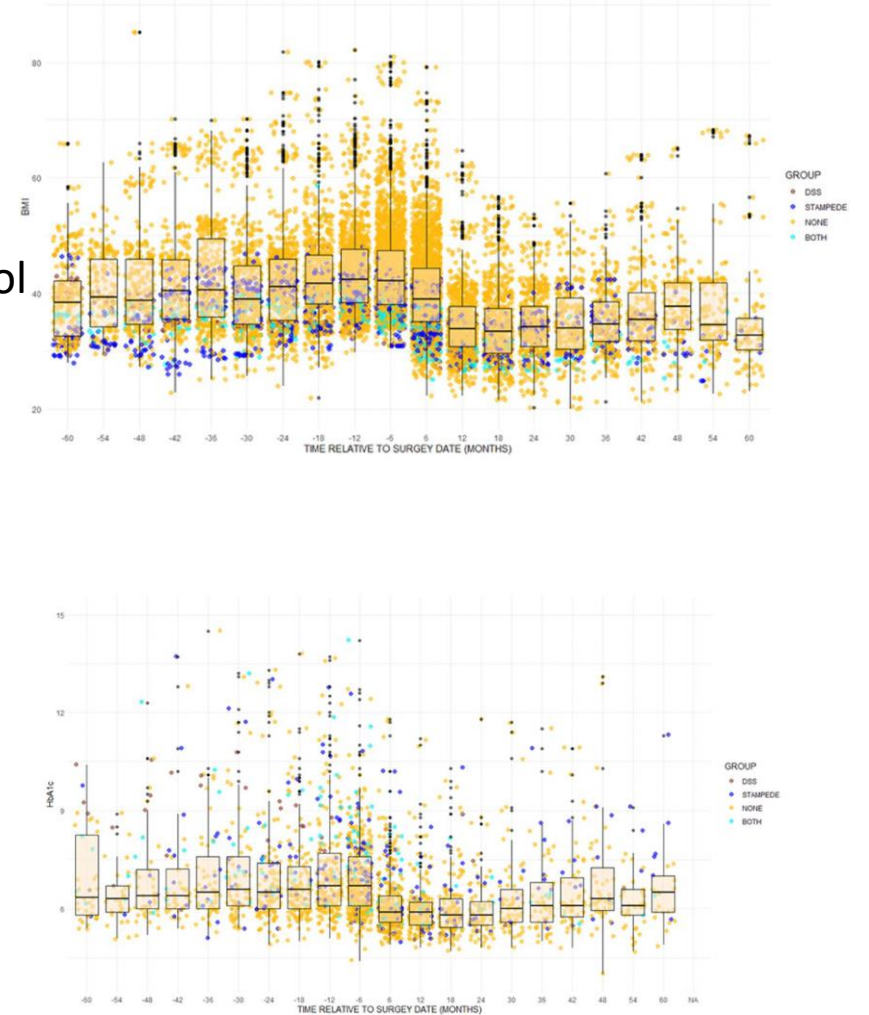 80
60
40
20
BMI
-60 -54 -48 -42 -36 -30 -24 -18 -12 -6 6 12 18 24 30 36 42 48 54 60
TIME RELATIVE TO SURGEY DATE (MONTHS)
GROUP
DSS
STAMPEDE
NONE
BOTH
ol
15
12
9
6
HbA1c
-60 -54 -48 -42 -36 -30 -24 -18 -12 -6 6 12 18 24 30 36 42 48 54 60 NA
TIME RELATIVE TO SURGEY DATE (MONTHS)
GROUP
DSS
STAMPEDE
NONE
BOTH